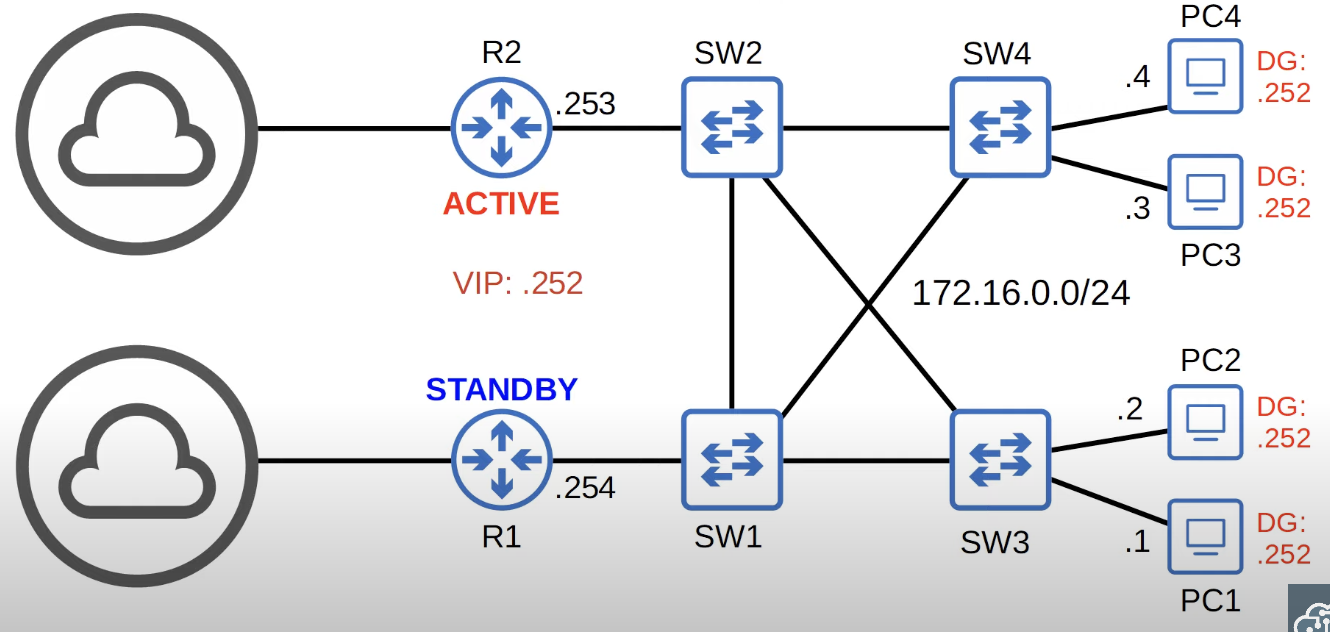 PC4
R2
SW2
SW4
.4
DG:
.252
.253
ACTIVE
.3
DG:
.252
PC3
VIP: .252
172.16.0.0/24
STANDBY
PC2
.2
DG:
.252
.254
R1
SW1
SW3
.1
DG:
.252
PC1